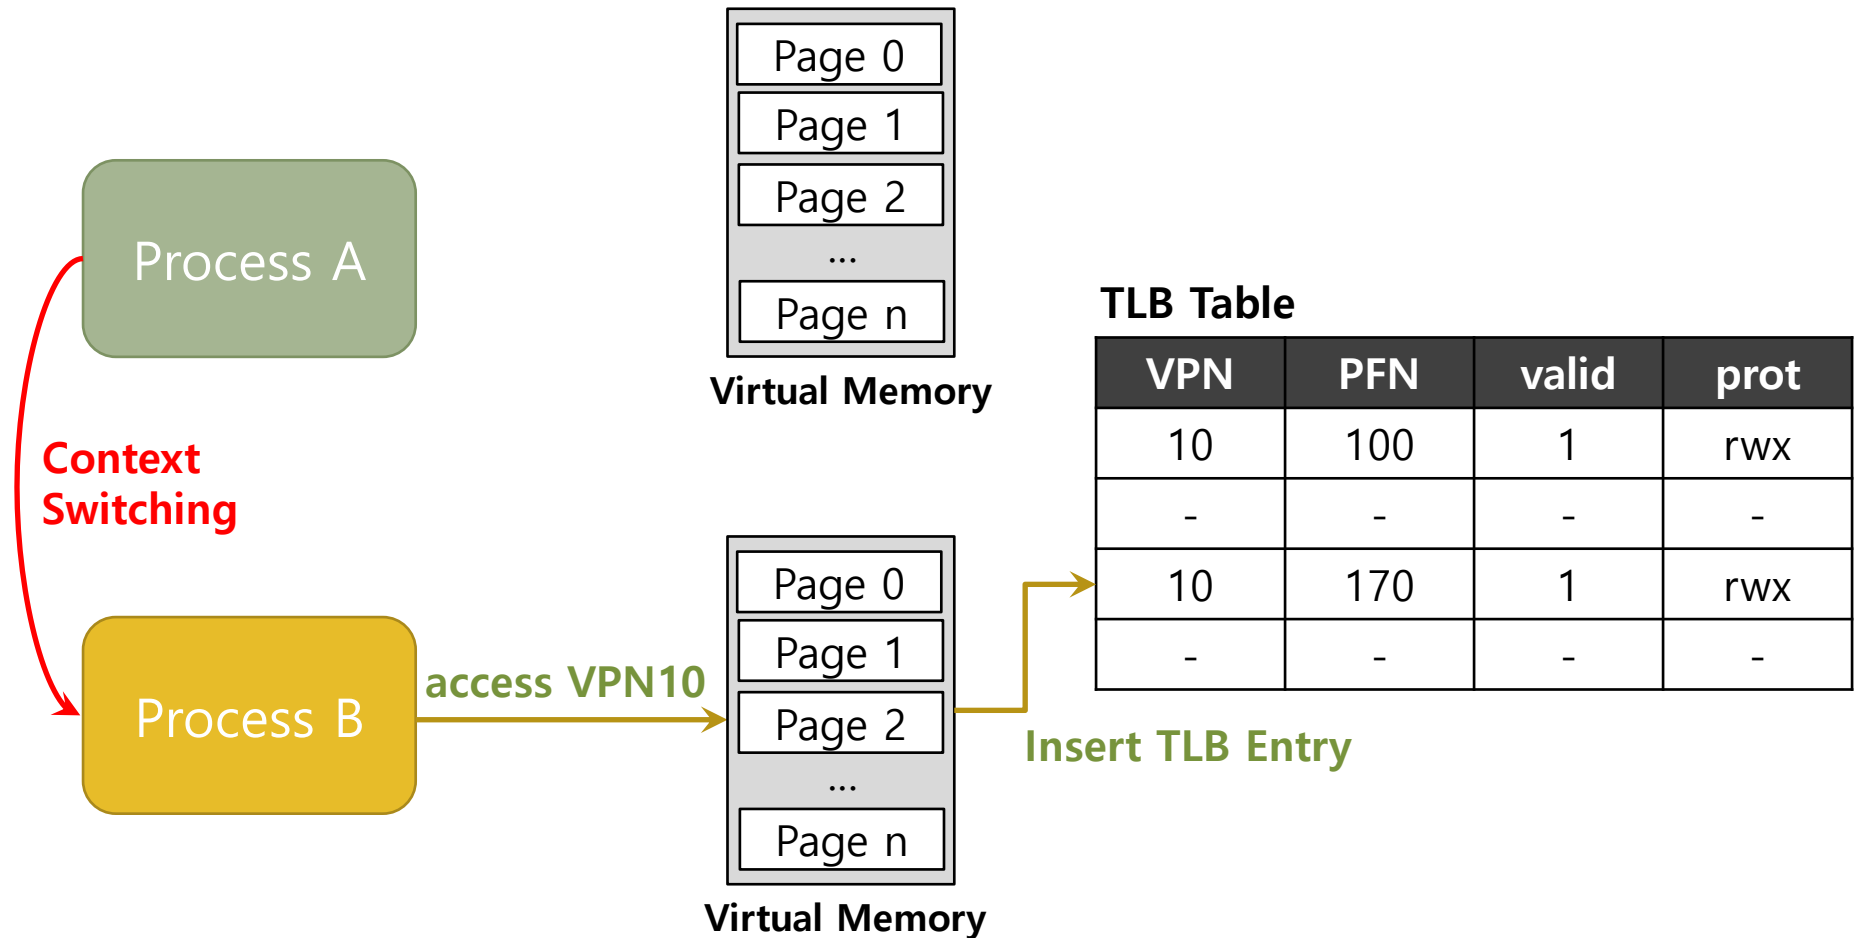 Page 0
Page 1
Page 2
...
Page n
Virtual Memory
Process A
Context
Switching
Process B
access VPN10
Page 0
Page 1
Page 2
...
Page n
Virtual Memory
Insert TLB Entry
TLB Table
VPN PFN valid prot
10 100 1 rwx
- - - -
10 170 1 rwx
- - - -